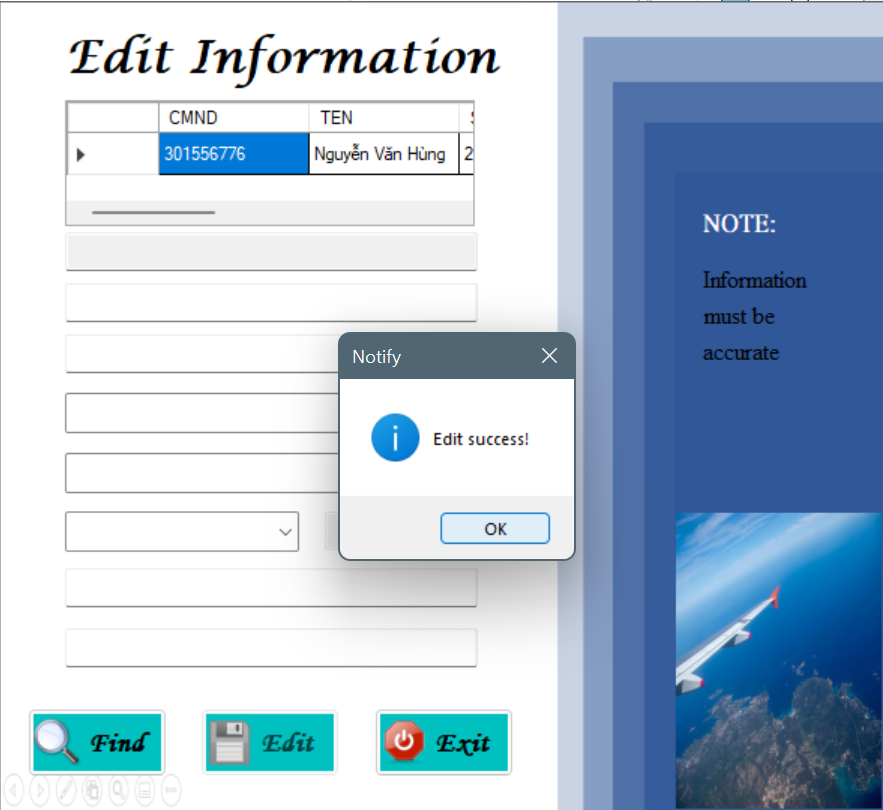 Edit Information
CMND TEN
301556776 Nguyễn Văn Hùng 2
NOTE:
Information
must be
accurate
Notify
Edit success!
OK
Find Edit Exit